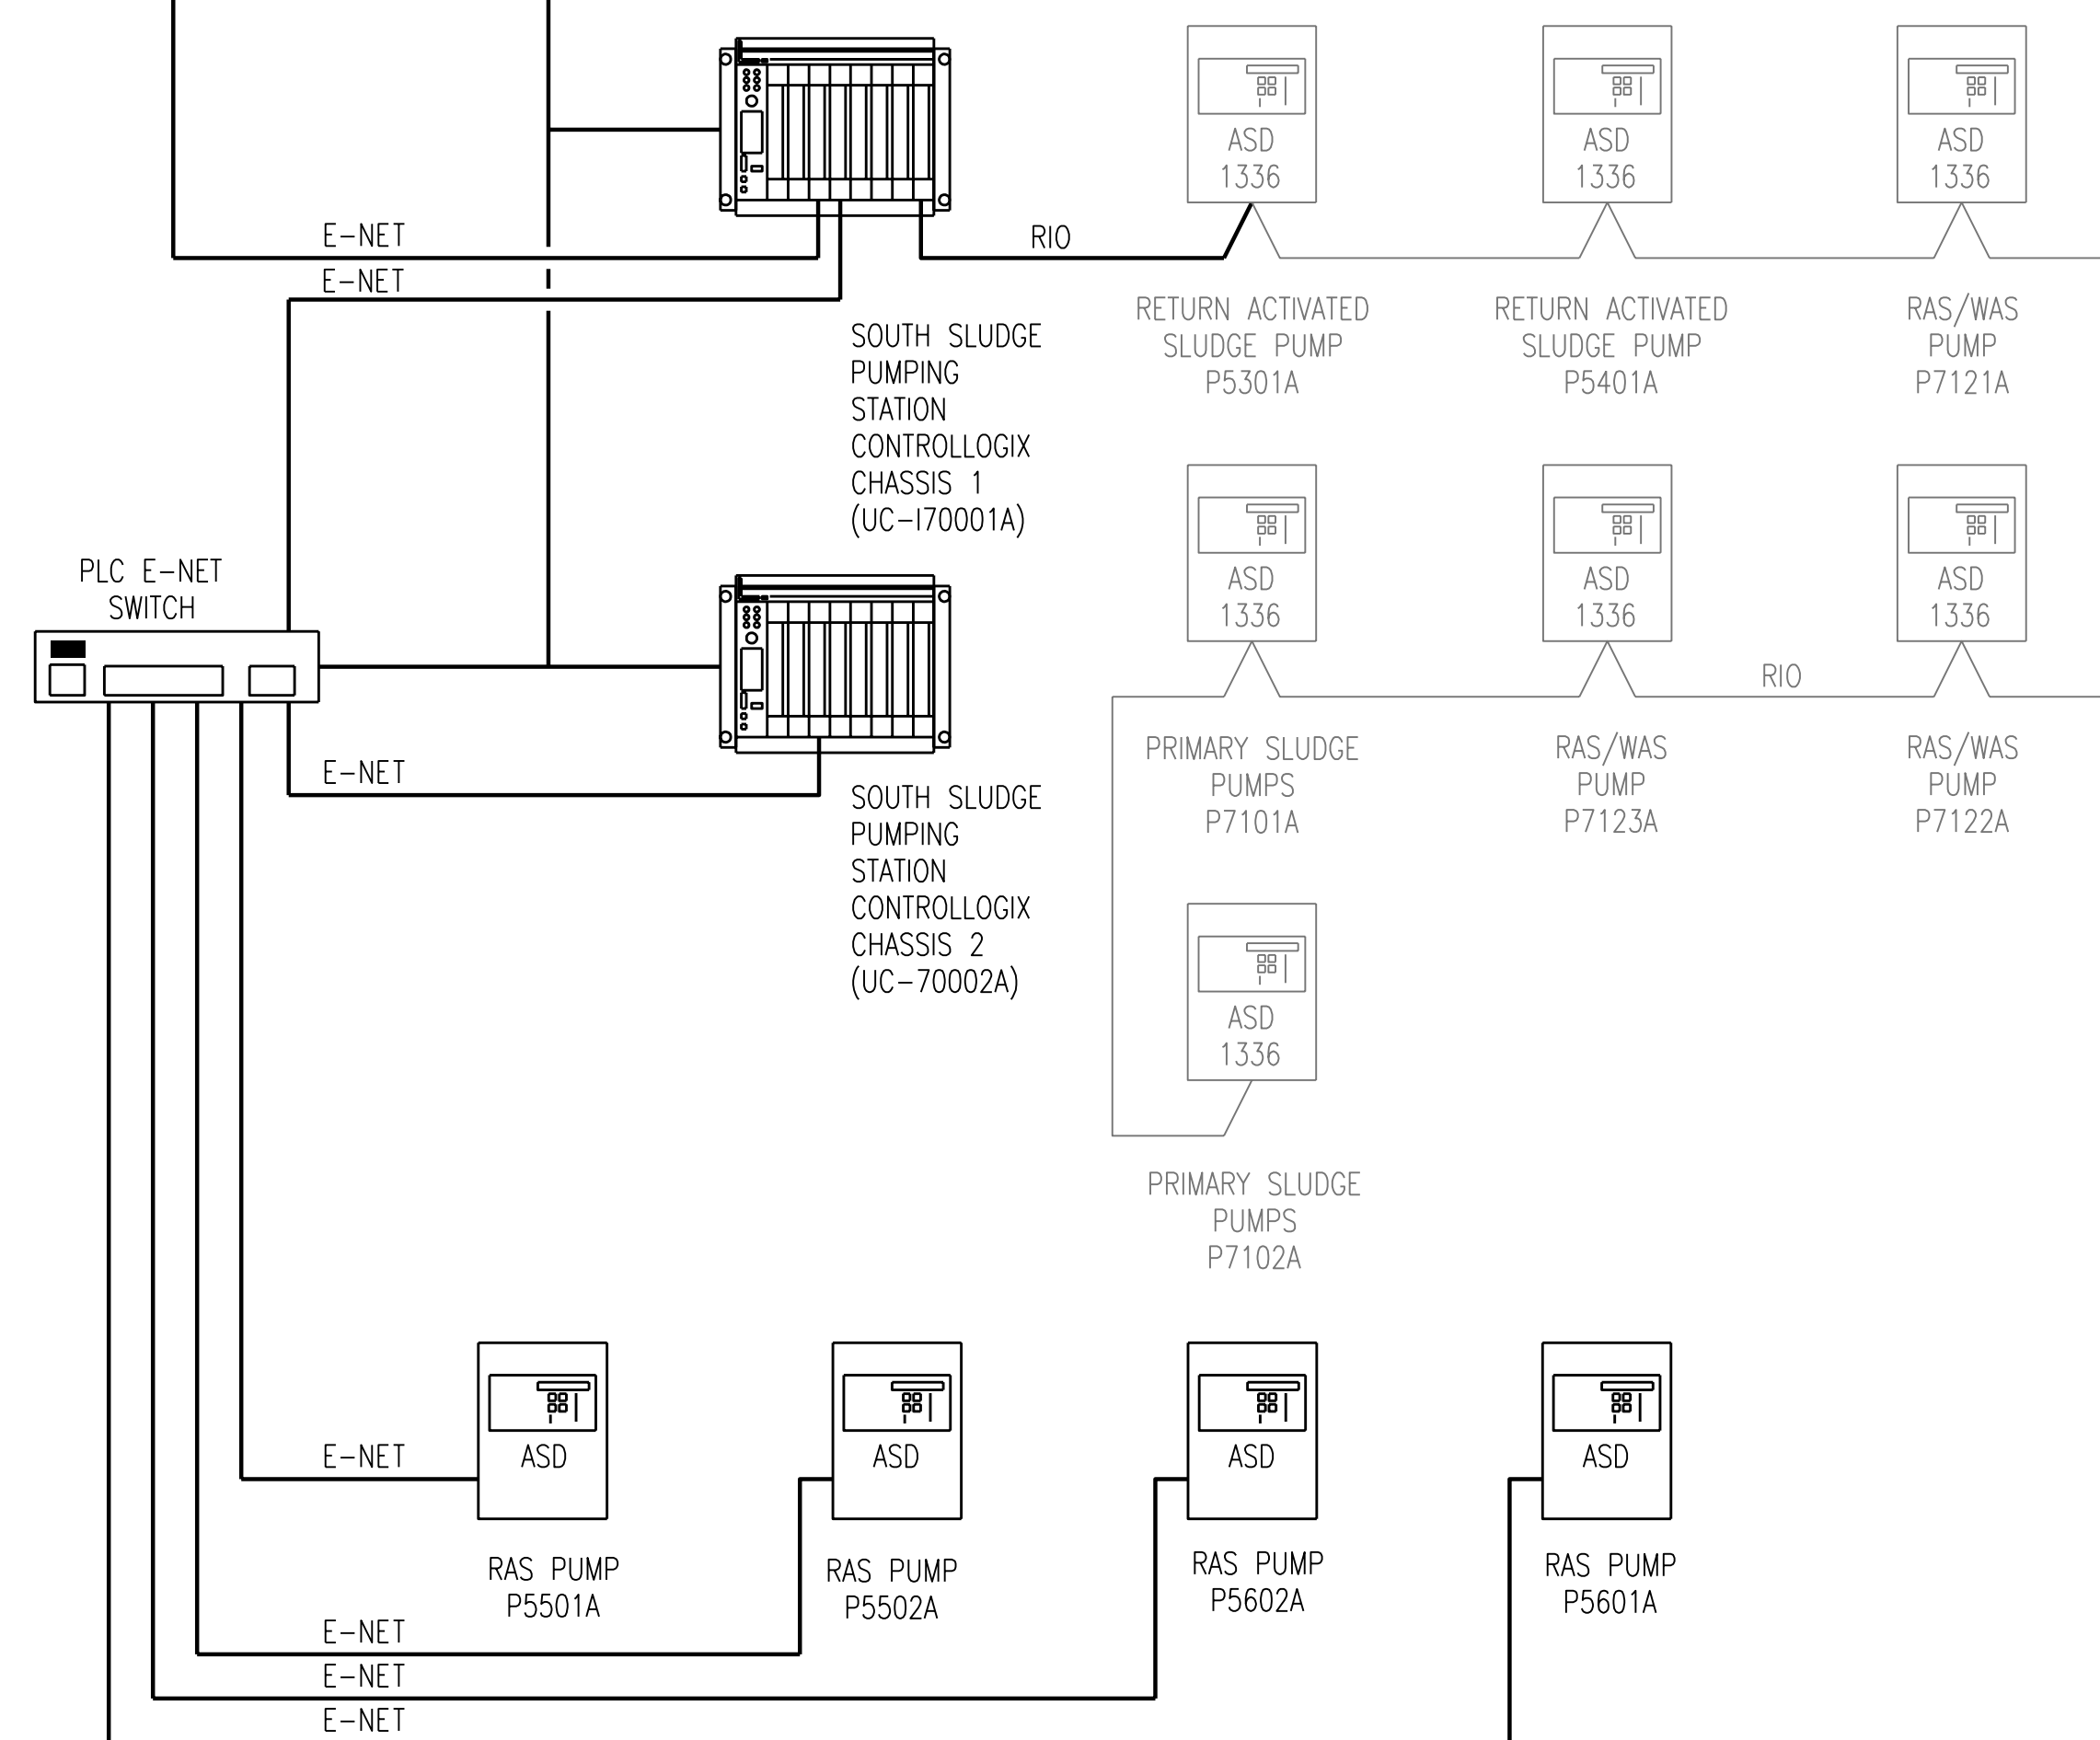 ASD
1336
ASD
1336
ASD
1336
E-NET
RIO
E-NET
RETURN ACTIVATED
SLUDGE PUMP
P5301A
RETURN ACTIVATED
SLUDGE PUMP
P5401A
RAS/WAS
PUMP
P7121A
SOUTH SLUDGE
PUMPING
STATION
CONTROLLOGIX
CHASSIS 1
(UC-I70001A)
PLC E-NET
SWITCH
ASD
1336
ASD
1336
ASD
1336
RIO
E-NET
PRIMARY SLUDGE
PUMPS
P7101A
RAS/WAS
PUMP
P7123A
RAS/WAS
PUMP
P7122A
SOUTH SLUDGE
PUMPING
STATION
CONTROLLOGIX
CHASSIS 2
(UC-70002A)
ASD
1336
PRIMARY SLUDGE
PUMPS
P7102A
E-NET
ASD
ASD
ASD
ASD
RAS PUMP
P5501A
RAS PUMP
P5502A
RAS PUMP
P5602A
RAS PUMP
P5601A
E-NET
E-NET
E-NET